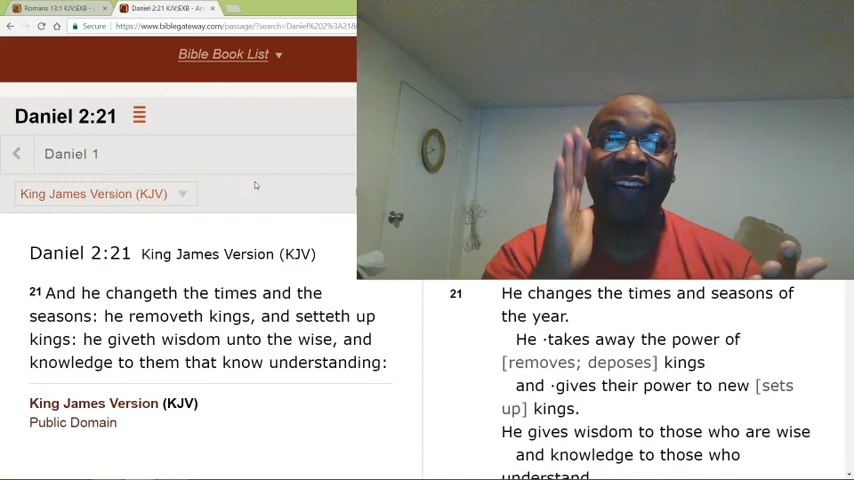 Romans 13:1 KJV;EXB - 
Daniel 2:21 KJV;EXB - 
Secure
https://www.biblegateway.com/passage/?search=Daniel%202%3A21&
Bible Book List
Daniel 2:21
Daniel 1
King James Version (KJV)
Daniel 2:21 King James Version (KJV)
21 And he changeth the times and the
seasons: he removeth kings, and setteth up
kings: he giveth wisdom unto the wise, and
knowledge to them that know understanding:
King James Version (KJV)
Public Domain
21 He changes the times and seasons of
the year.
He ·takes away the power of
[removes; deposes] kings
and ·gives their power to new [sets
up] kings.
He gives wisdom to those who are wise
and knowledge to those who
understand.